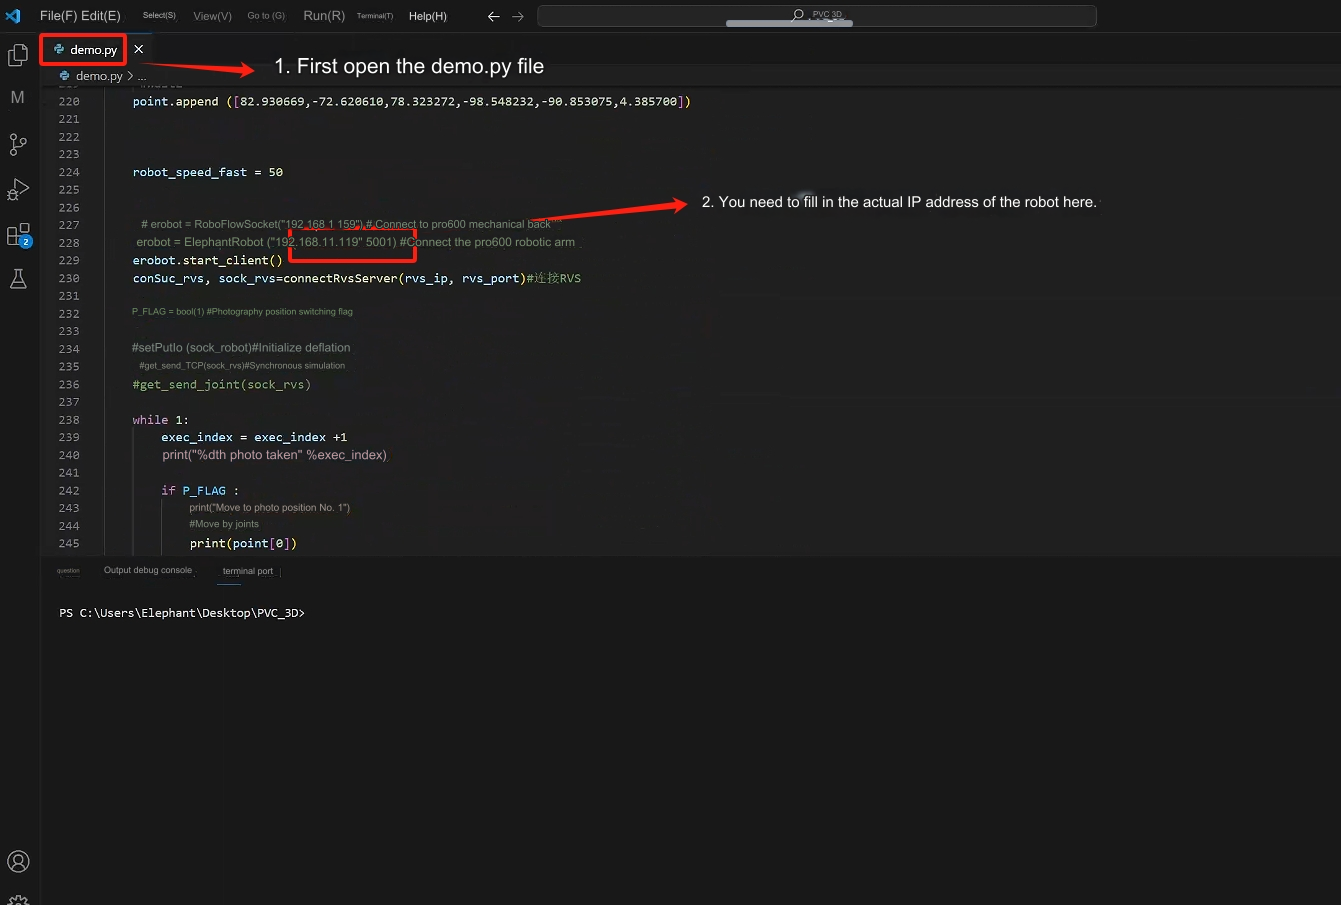 File(F) Edit(E) Select(S) View(V) Go to (G) Run(R) Terminal(T) Help(H) PVC 3D
demo.py
1. First open the demo.py file
demo.py > ...
220 point.append ([82.930669,-72.620610,78.323272,-98.548232,-90.853075,4.385700])
221
222
223
224 robot_speed_fast = 50
225
2. You need to fill in the actual IP address of the robot here.
226
227 # erobot = RoboFlowSocket("192.168.1 159") # Connect to pro600 mechanical back"
228 erobot = ElephantRobot ("192.168.11.119" 5001) #Connect the pro600 robotic arm
229 erobot.start_client()
230 conSuc_rvs, sock_rvs=connectRvsServer(rvs_ip, rvs_port)#连接RVS
231
232 P_FLAG = bool(1) #Photography position switching flag
233
234 #setPutIo (sock_robot)#Initialize deflation
235 #get_send_TCP(sock_rvs)#Synchronous simulation
236 #get_send_joint(sock_rvs)
237
238 while 1:
239 exec_index = exec_index +1
240 print("%dth photo taken" %exec_index)
241
242 if P_FLAG :
243 print("Move to photo position No. 1")
244 #Move by joints
245 print(point[0])
question Output debug console terminal port
PS C:\Users\Elephant\Desktop\PVC_3D>
M
2